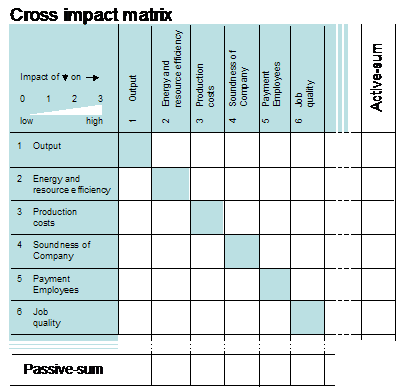 Cross impact matrix
Impact of ▼ on →
0 1 2 3
low high
1 Output
2 Energy and
resource efficiency
3 Production
costs
4 Soundness of
Company
5 Payment
Employees
6 Job
quality
Active-sum
1 Output
2 Energy and
resource efficiency
3 Production
costs
4 Soundness of
Company
5 Payment
Employees
6 Job
quality
Passive-sum